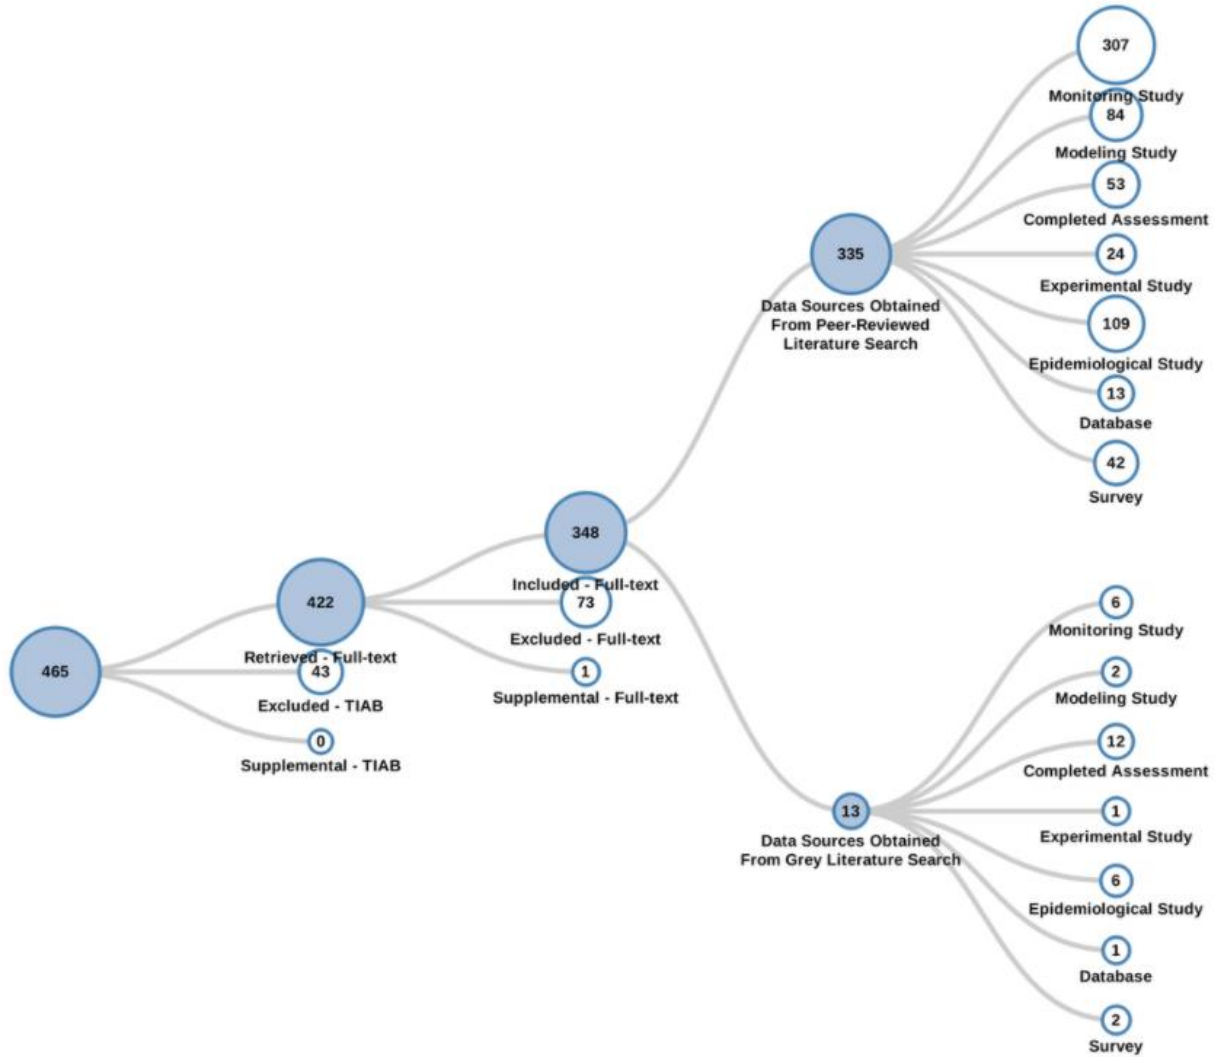 465
422
Retrieved - Full-text
43
Excluded - TIAB
0
Supplemental - TIAB
348
Included - Full-text
73
Excluded - Full-text
1
Supplemental - Full-text
335
Data Sources Obtained
From Peer-Reviewed
Literature Search
307
Monitoring Study
84
Modeling Study
53
Completed Assessment
24
Experimental Study
109
Epidemiological Study
13
Database
42
Survey
13
Data Sources Obtained
From Grey Literature Search
6
Monitoring Study
2
Modeling Study
12
Completed Assessment
1
Experimental Study
6
Epidemiological Study
1
Database
2
Survey